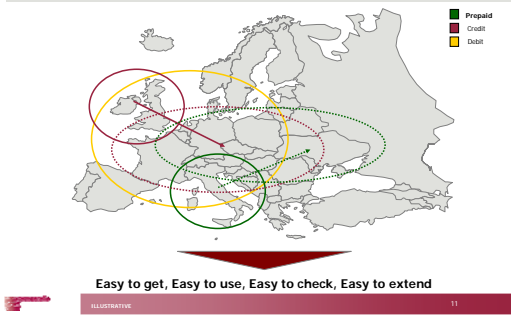 Prepaid
Credit
Debit
Easy to get, Easy to use, Easy to check, Easy to extend
ILLUSTRATIVE
11